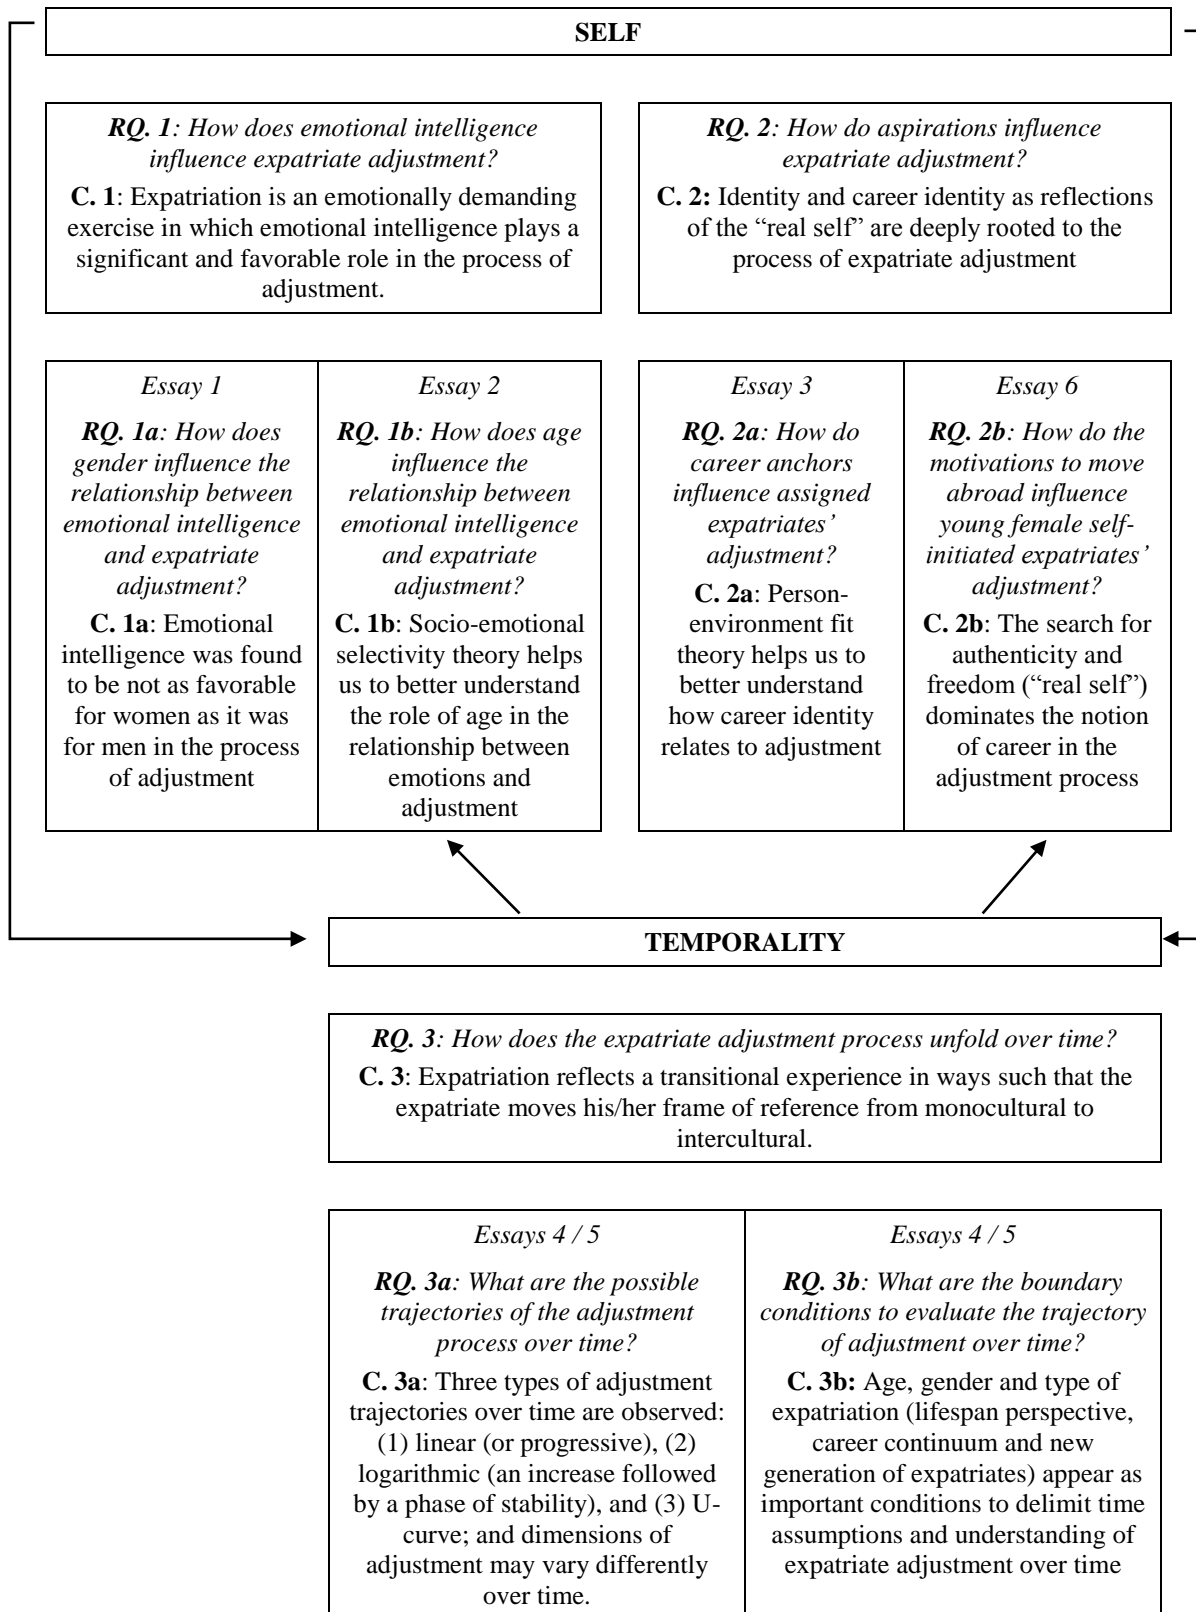 SELF
RQ. 1: How does emotional intelligence
influence expatriate adjustment?
C. 1: Expatriation is an emotionally demanding
exercise in which emotional intelligence plays a
significant and favorable role in the process of
adjustment.
RQ. 2: How do aspirations influence
expatriate adjustment?
C. 2: Identity and career identity as reflections
of the “real self” are deeply rooted to the
process of expatriate adjustment
Essay 1
RQ. 1a: How does
gender influence the
relationship between
emotional intelligence
and expatriate
adjustment?
C. 1a: Emotional
intelligence was found
to be not as favorable
for women as it was
for men in the process
of adjustment
Essay 2
RQ. 1b: How does age
influence the
relationship between
emotional intelligence
and expatriate
adjustment?
C. 1b: Socio-emotional
selectivity theory helps
us to better understand
the role of age in the
relationship between
emotions and
adjustment
Essay 3
RQ. 2a: How do
career anchors
influence assigned
expatriates’
adjustment?
C. 2a: Person-
environment fit
theory helps us to
better understand
how career identity
relates to adjustment
Essay 6
RQ. 2b: How do the
motivations to move
abroad influence
young female self-
initiated expatriates’
adjustment?
C. 2b: The search for
authenticity and
freedom (“real self”)
dominates the notion
of career in the
adjustment process
TEMPORALITY
RQ. 3: How does the expatriate adjustment process unfold over time?
C. 3: Expatriation reflects a transitional experience in ways such that the
expatriate moves his/her frame of reference from monocultural to
intercultural.
Essays 4 / 5
RQ. 3a: What are the possible
trajectories of the adjustment
process over time?
C. 3a: Three types of adjustment
trajectories over time are observed:
(1) linear (or progressive), (2)
logarithmic (an increase followed
by a phase of stability), and (3) U-
curve; and dimensions of
adjustment may vary differently
over time.
Essays 4 / 5
RQ. 3b: What are the boundary
conditions to evaluate the trajectory
of adjustment over time?
C. 3b: Age, gender and type of
expatriation (lifespan perspective,
career continuum and new
generation of expatriates) appear as
important conditions to delimit time
assumptions and understanding of
expatriate adjustment over time